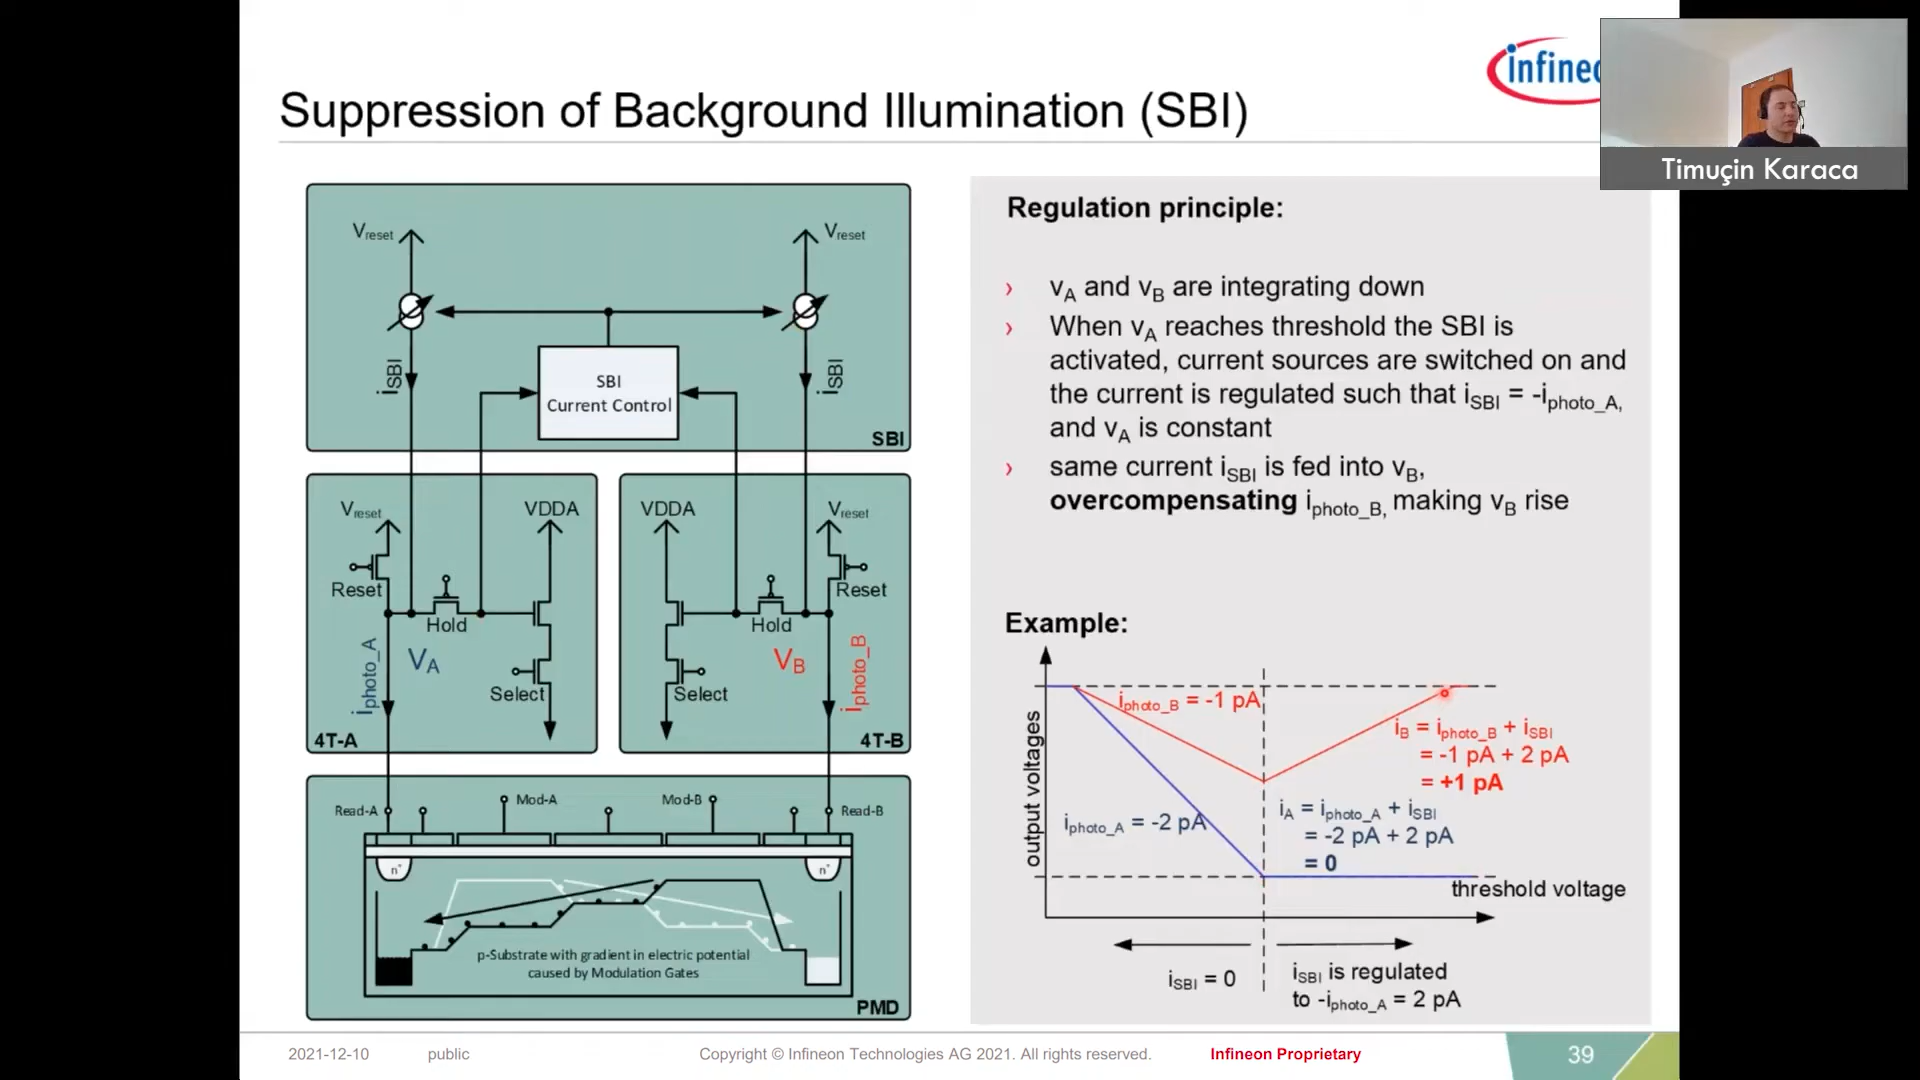 Suppression of Background Illumination (SBI)
Timuçin Karaca
Vreset
Vreset
iSBI
iSBI
SBI
Current Control
SBI
Vreset
VDDA
Reset
Hold
iphoto_A
VA
Select
4T-A
VDDA
Vreset
Reset
Hold
VB
iphoto_B
Select
4T-B
Read-A
Mod-A
Mod-B
Read-B
n+
n+
p-Substrate with gradient in electric potential
caused by Modulation Gates
PMD
Regulation principle:
› vA and vB are integrating down
› When vA reaches threshold the SBI is
activated, current sources are switched on and
the current is regulated such that iSBI = -iphoto_A,
and vA is constant
› same current iSBI is fed into vB,
overcompensating iphoto_B, making vB rise
Example:
output voltages
iphoto_B = -1 pA
iB = iphoto_B + iSBI
= -1 pA + 2 pA
= +1 pA
iphoto_A = -2 pA
iA = iphoto_A + iSBI
= -2 pA + 2 pA
= 0
threshold voltage
iSBI = 0
iSBI is regulated
to -iphoto_A = 2 pA
2021-12-10
public
Copyright © Infineon Technologies AG 2021. All rights reserved.
Infineon Proprietary
39